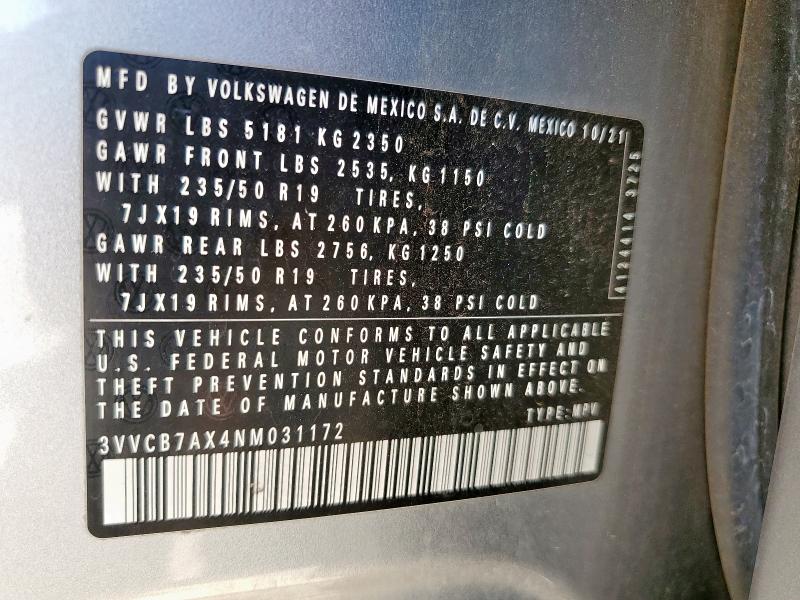 MFD BY VOLKSWAGEN DE MEXICO S.A. DE C.V. MEXICO 10/21
GVWR LBS 5181 KG 2350
GAWR FRONT LBS 2535, KG 1150
WITH 235/50 R19 TIRES,
7JX19 RIMS, AT 260 KPA, 38 PSI COLD
GAWR REAR LBS 2756, KG 1250
WITH 235/50 R19 TIRES,
7JX19 RIMS, AT 260 KPA, 38 PSI COLD
A124414 3725
THIS VEHICLE CONFORMS TO ALL APPLICABLE
U.S. FEDERAL MOTOR VEHICLE SAFETY AND
THEFT PREVENTION STANDARDS IN EFFECT ON
THE DATE OF MANUFACTURE SHOWN ABOVE.
TYPE: MPV
3VVCB7AX4NM031172